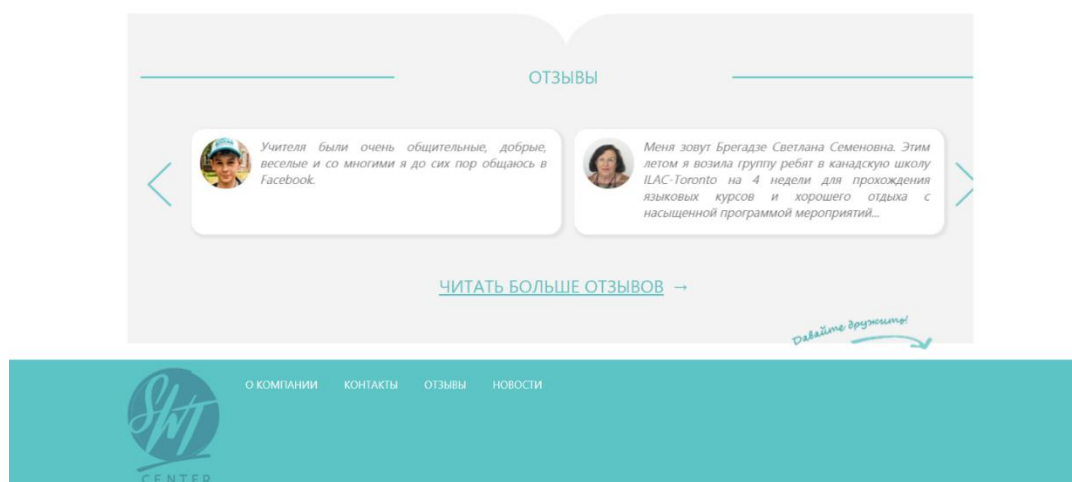 ОТЗЫВЫ
Учителя были очень общительные, добрые,
веселые и со многими я до сих пор общаюсь в
Facebook.
Меня зовут Брегадзе Светлана Семеновна. Этим
летом я возила группу ребят в канадскую школу
ILAC-Toronto на 4 недели для прохождения
языковых курсов и хорошего отдыха с
насыщенной программой мероприятий...
ЧИТАТЬ БОЛЬШЕ ОТЗЫВОВ →
Давайте дружить!
О КОМПАНИИ КОНТАКТЫ ОТЗЫВЫ НОВОСТИ
SWT
CENTER